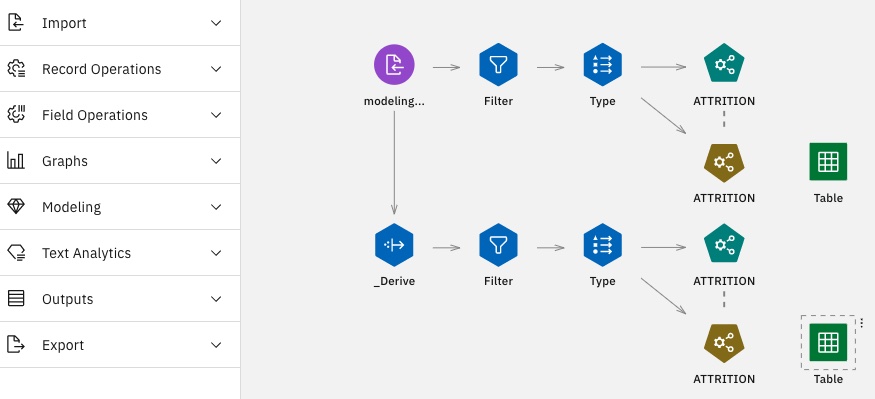 Import
Record Operations
Field Operations
Graphs
Modeling
Text Analytics
Outputs
Export
modeling...
Filter
Type
ATTRITION
ATTRITION
Table
_Derive
Filter
Type
ATTRITION
ATTRITION
Table